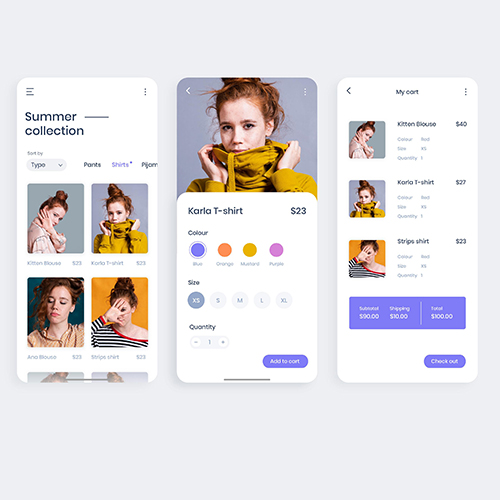 Summer
collection
Sort by
Type
Pants
Shirts
Pijam
Kitten Blouse $23
Karla T-shirt $23
Ana Blouse $23
Strips shirt $23
Karla T-shirt $23
Colour
Blue Orange Mustard Purple
Size
XS S M L XL
Quantity
− 1 +
Add to cart
My cart
Kitten Blouse $40
Colour Red
Size XS
Quantity 1
Karla T-shirt $27
Colour Red
Size XS
Quantity 1
Strips shirt $23
Colour Red
Size XS
Quantity 1
Subtotal Shipping Total
$90.00 $10.00 $100.00
Check out